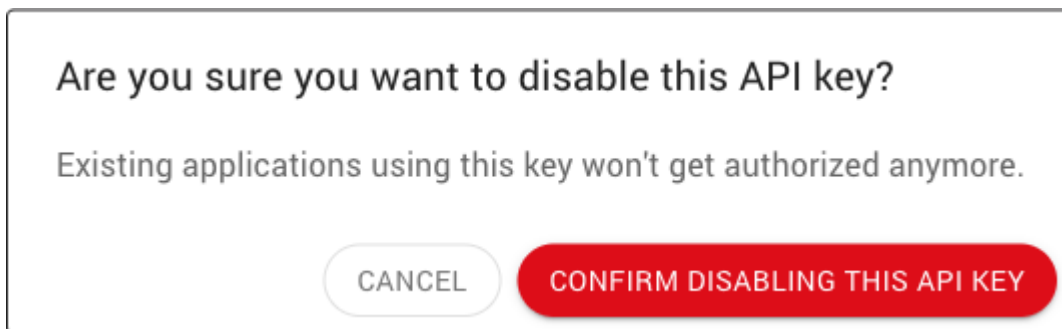 Are you sure you want to disable this API key?
Existing applications using this key won't get authorized anymore.
CANCEL
CONFIRM DISABLING THIS API KEY